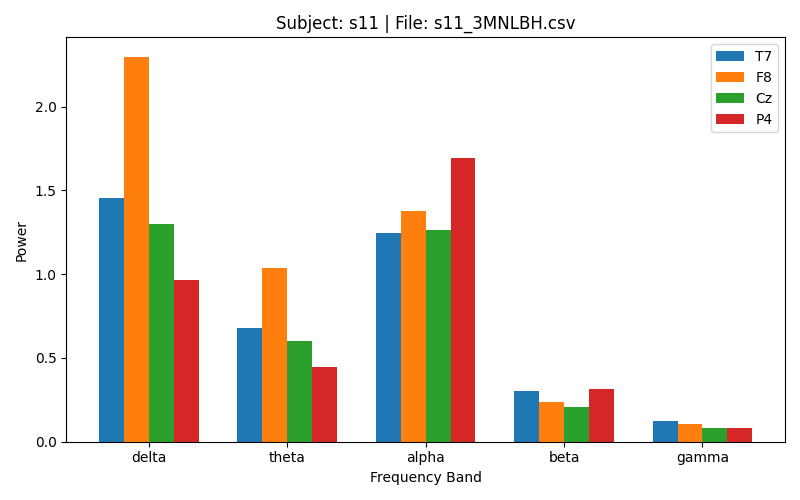 Subject: s11 | File: s11_3MNLBH.csv
T7
F8
Cz
P4
Power
2.0
1.5
1.0
0.5
0.0
delta theta alpha beta gamma
Frequency Band